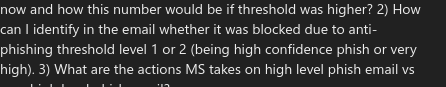 now and how this number would be if threshold was higher? 2) How
can I identify in the email whether it was blocked due to anti-
phishing threshold level 1 or 2 (being high confidence phish or very
high). 3) What are the actions MS takes on high level phish email vs